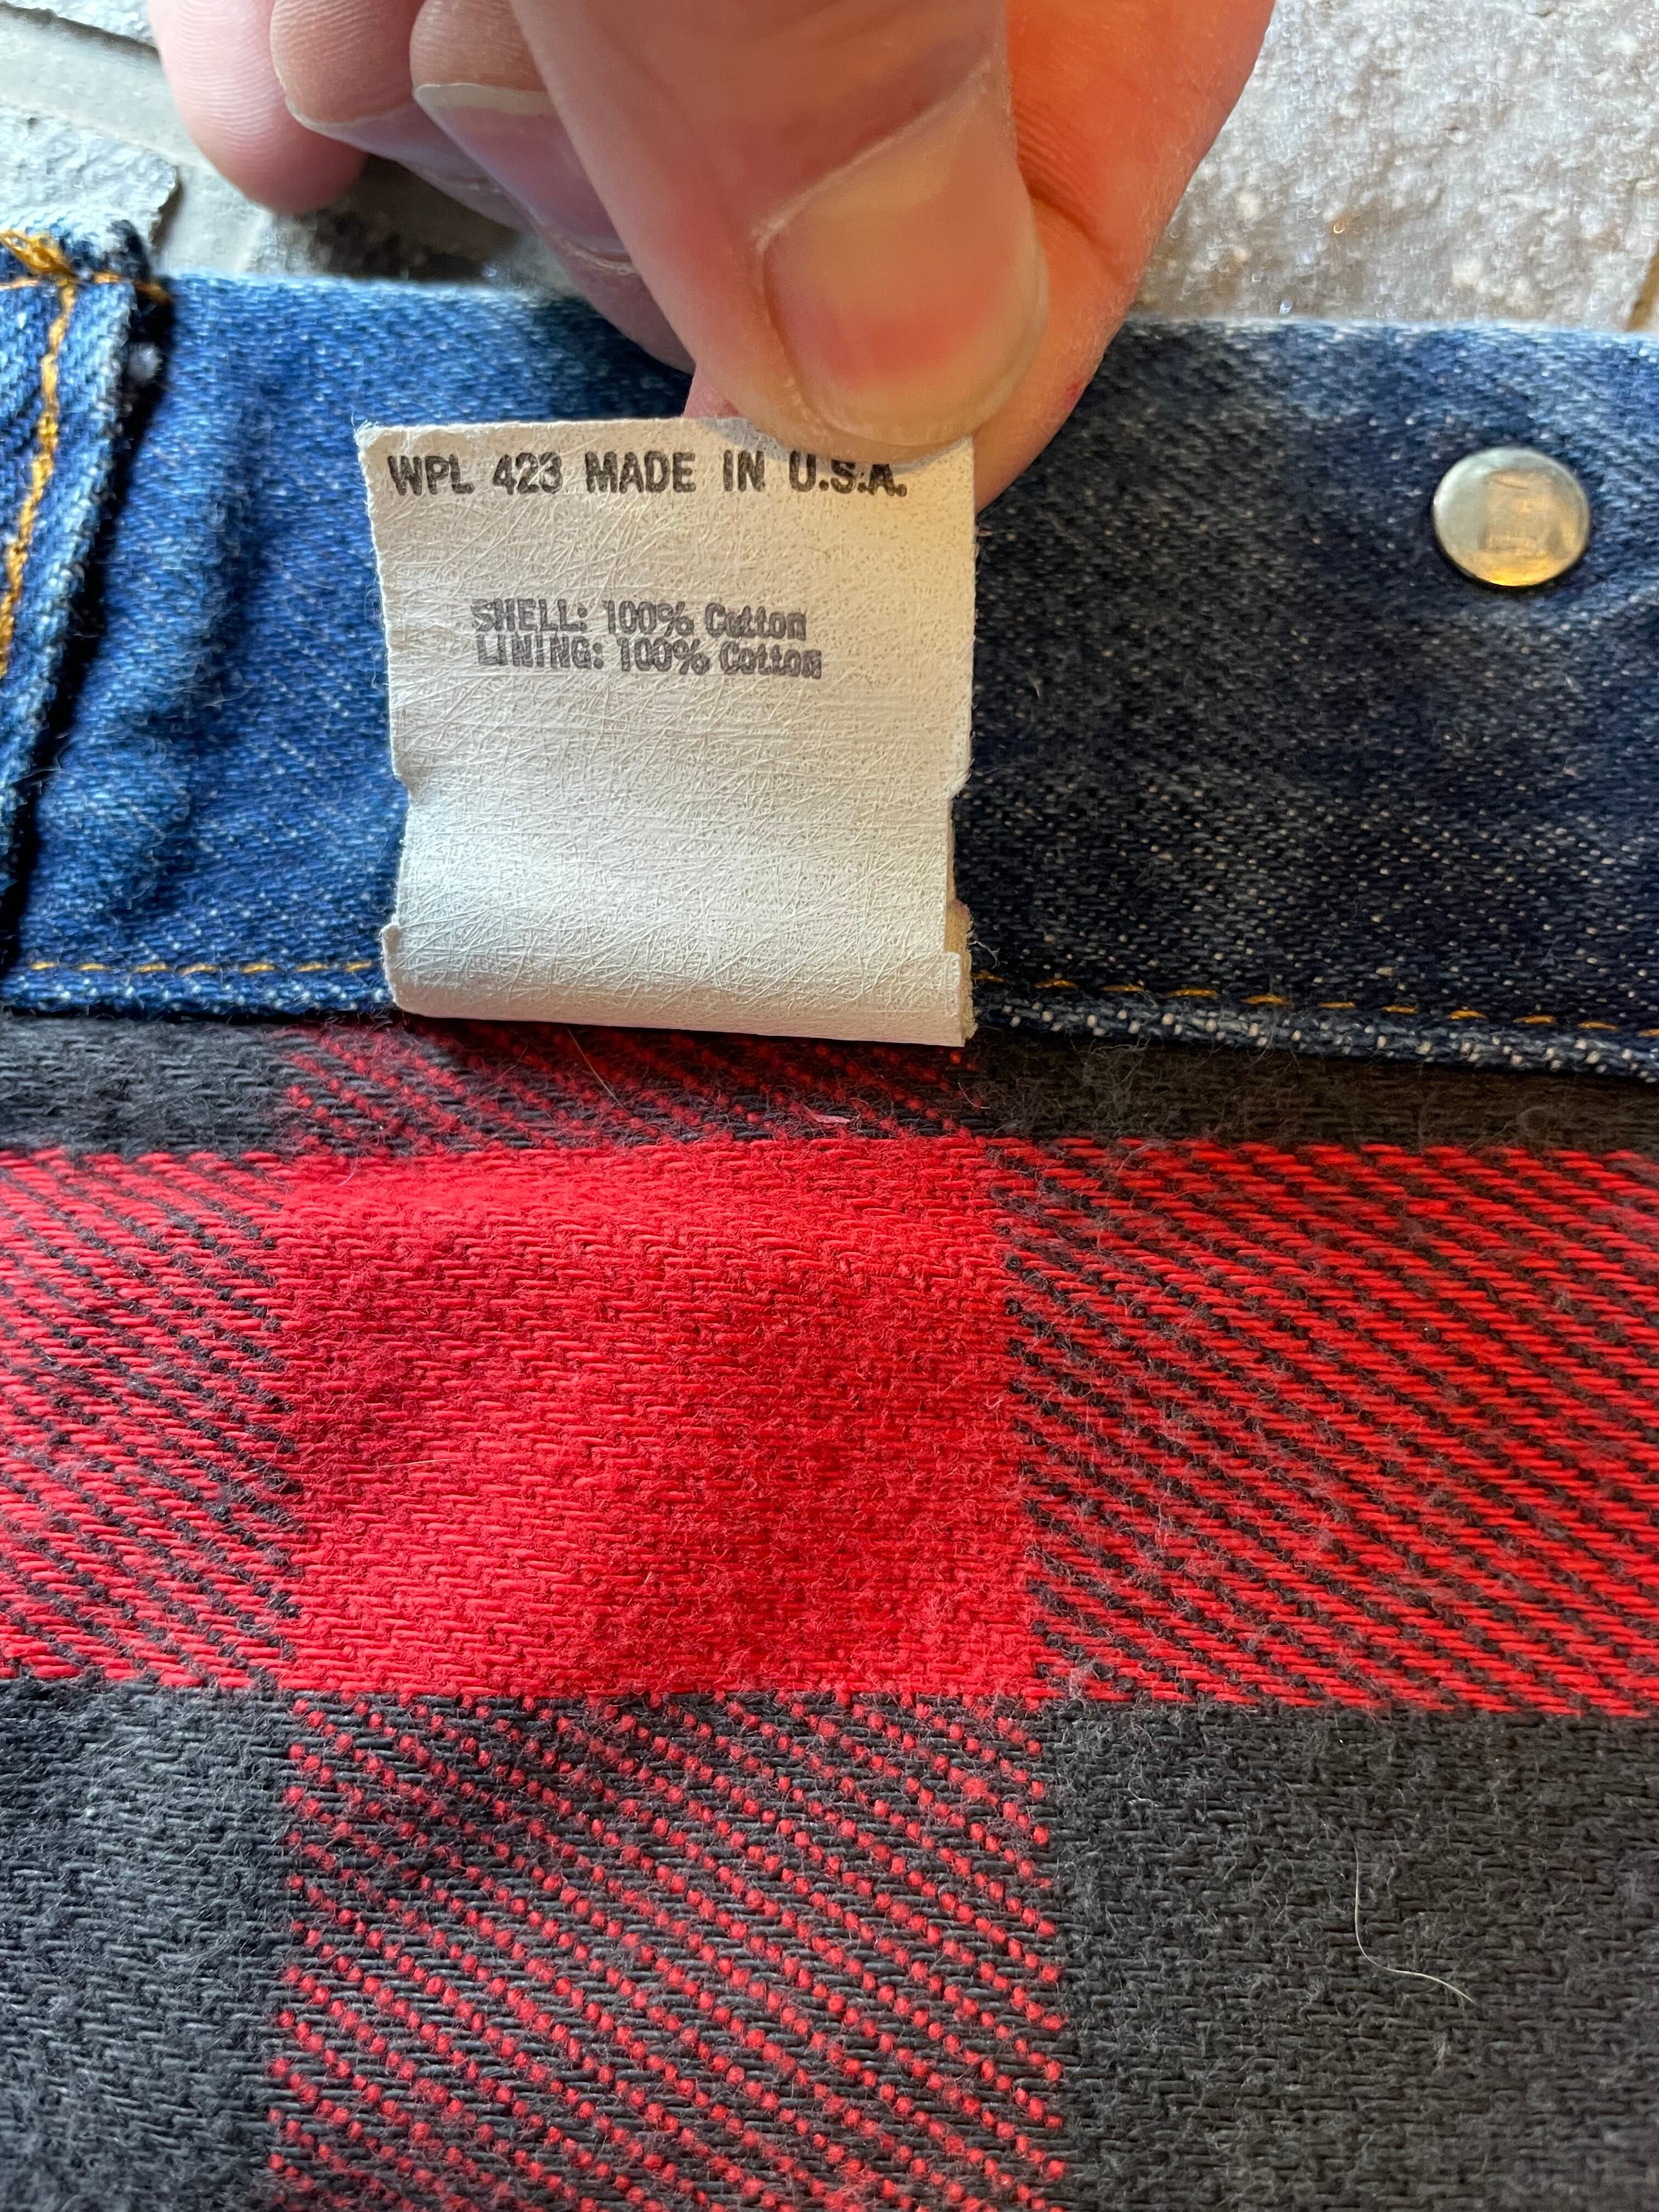 WPL 423 MADE IN U.S.A.
SHELL: 100% Cotton
LINING: 100% Cotton